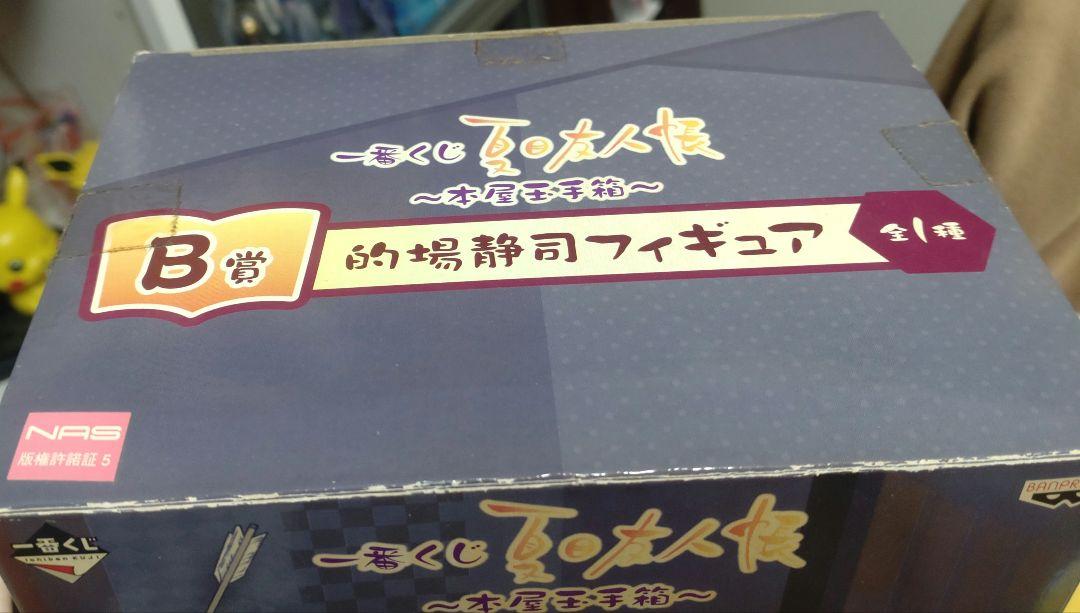 一番くじ 夏目友人帳
～本屋玉手箱～
B賞 的場静司フィギュア 全1種
NAS
版権許諾証5
BANPR
一番くじ
ICHIBAN KUJI
一番くじ 夏目友人帳
～本屋玉手箱～